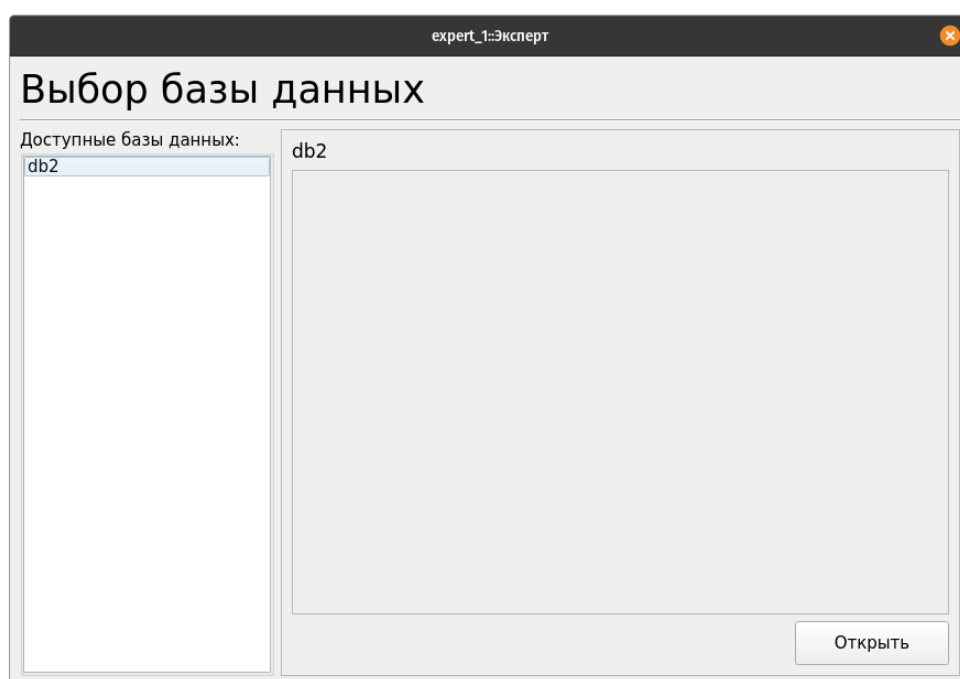 expert_1::Эксперт
Выбор базы данных
Доступные базы данных:
db2
db2
Открыть